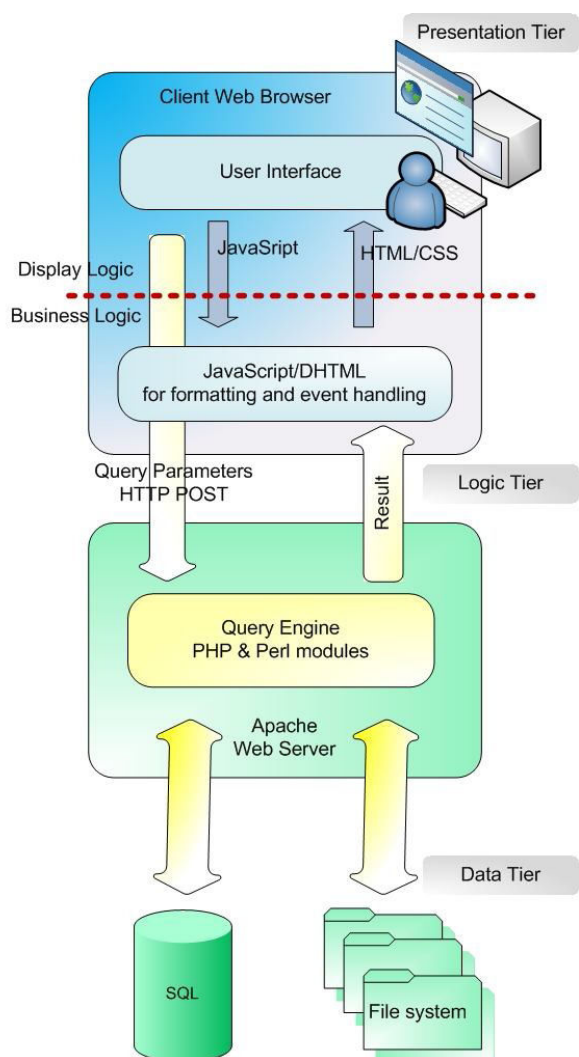 Presentation Tier
Client Web Browser
User Interface
JavaSript
HTML/CSS
Display Logic
Business Logic
JavaScript/DHTML
for formatting and event handling
Query Parameters
HTTP POST
Result
Logic Tier
Query Engine
PHP & Perl modules
Apache
Web Server
Data Tier
SQL
File system